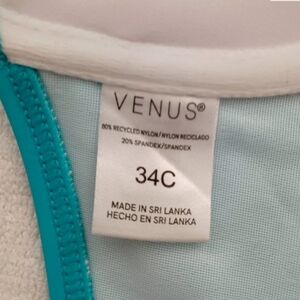 VENUS®
80% RECYCLED NYLON/NYLON RECICLADO
20% SPANDEX/SPANDEX
34C
MADE IN SRI LANKA
HECHO EN SRI LANKA